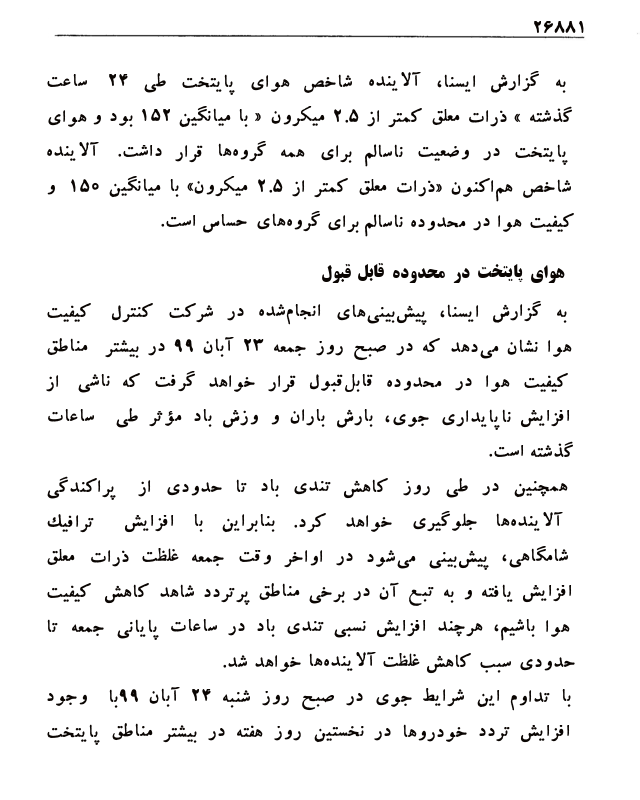 ۲۶۸۸۱
به گزارش ایسنا، آلاینده شاخص هوای پایتخت طی ۲۴ ساعت
گذشته » ذرات معلق کمتر از ۲.۵ میکرون « با میانگین ۱۵۲ بود و هوای
پایتخت در وضعیت ناسالم برای همه گروه‌ها قرار داشت. آلاینده
شاخص هم‌اکنون «ذرات معلق کمتر از ۲.۵ میکرون» با میانگین ۱۵۰ و
کیفیت هوا در محدوده ناسالم برای گروه‌های حساس است.
هوای پایتخت در محدوده قابل قبول
به گزارش ایسنا، پیش‌بینی‌های انجام‌شده در شرکت کنترل کیفیت
هوا نشان می‌دهد که در صبح روز جمعه ۲۳ آبان ۹۹ در بیشتر مناطق
کیفیت هوا در محدوده قابل‌قبول قرار خواهد گرفت که ناشی از
افزایش ناپایداری جوی، بارش باران و وزش باد مؤثر طی ساعات
گذشته است.
همچنین در طی روز کاهش تندی باد تا حدودی از پراکندگی
آلاینده‌ها جلوگیری خواهد کرد. بنابراین با افزایش ترافیك
شامگاهی، پیش‌بینی می‌شود در اواخر وقت جمعه غلظت ذرات معلق
افزایش یافته و به تبع آن در برخی مناطق پرتردد شاهد کاهش کیفیت
هوا باشیم، هرچند افزایش نسبی تندی باد در ساعات پایانی جمعه تا
حدودی سبب کاهش غلظت آلاینده‌ها خواهد شد.
با تداوم این شرایط جوی در صبح روز شنبه ۲۴ آبان ۹۹با وجود
افزایش تردد خودروها در نخستین روز هفته در بیشتر مناطق پایتخت